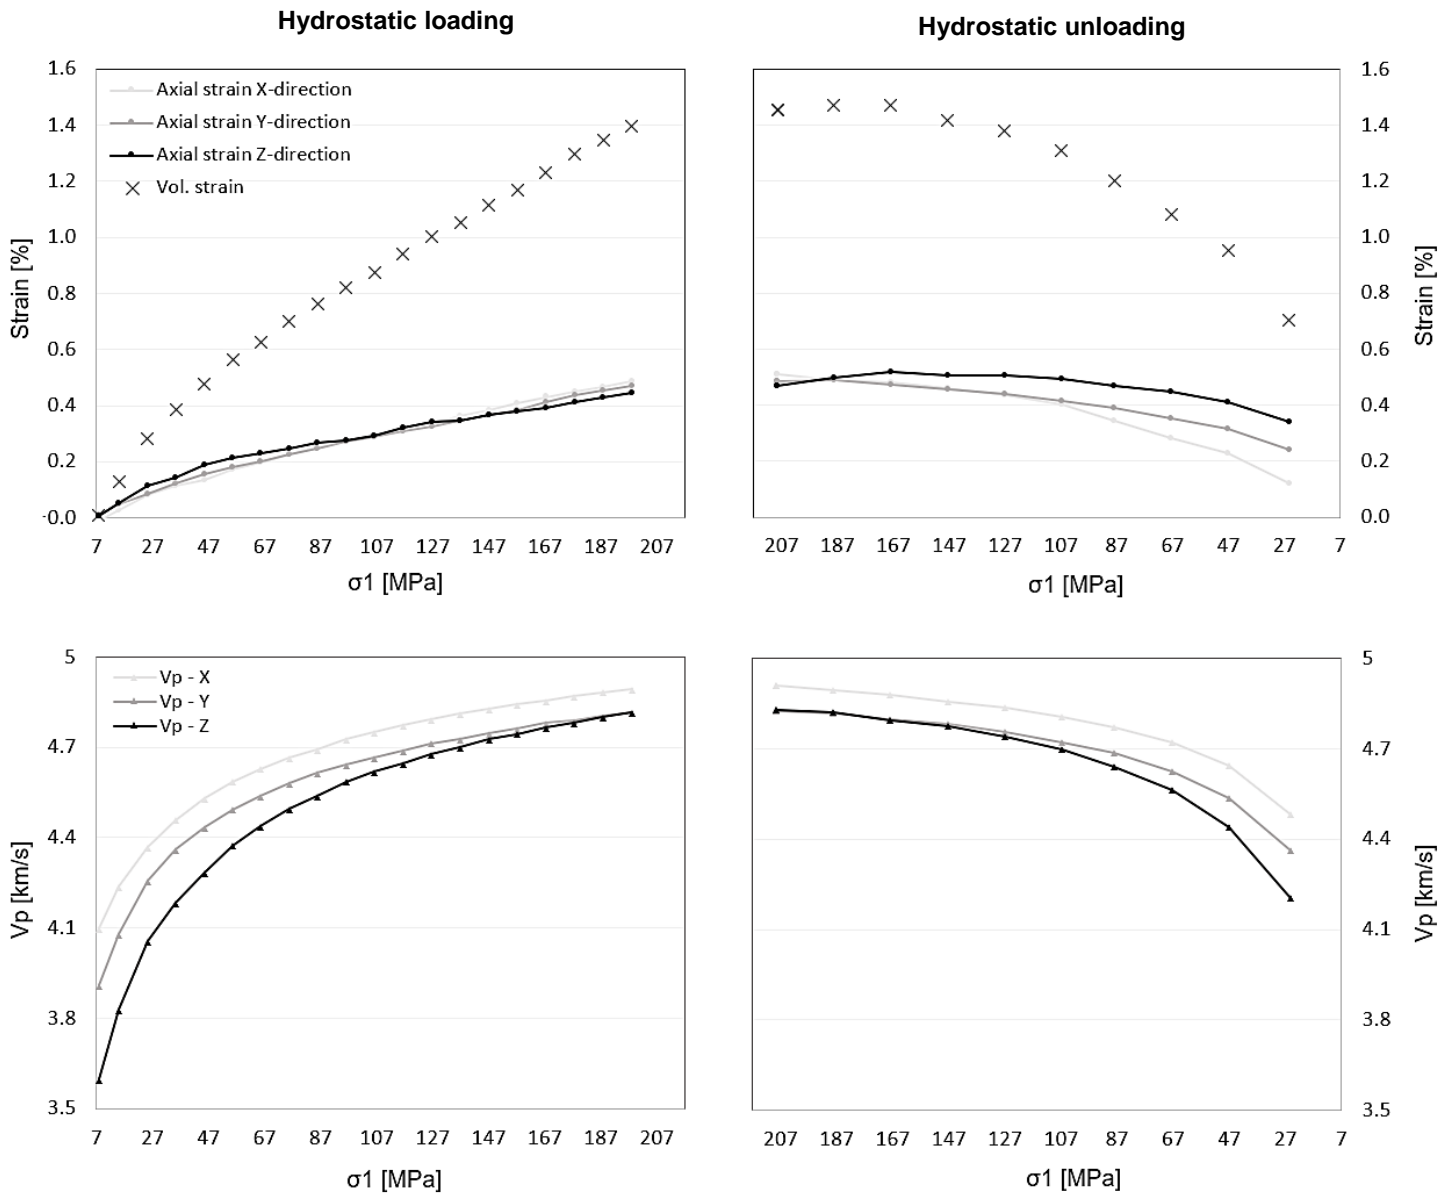 Hydrostatic loading
Hydrostatic unloading
1.6
1.4
1.2
1.0
0.8
0.6
0.4
0.2
-0.0
Strain [%]
Axial strain X-direction
Axial strain Y-direction
Axial strain Z-direction
Vol. strain
7 27 47 67 87 107 127 147 167 187 207
σ1 [MPa]
1.6
1.4
1.2
1.0
0.8
0.6
0.4
0.2
0.0
Strain [%]
207 187 167 147 127 107 87 67 47 27 7
σ1 [MPa]
5
4.7
4.4
4.1
3.8
3.5
Vp [km/s]
Vp - X
Vp - Y
Vp - Z
7 27 47 67 87 107 127 147 167 187 207
σ1 [MPa]
5
4.7
4.4
4.1
3.8
3.5
Vp [km/s]
207 187 167 147 127 107 87 67 47 27 7
σ1 [MPa]